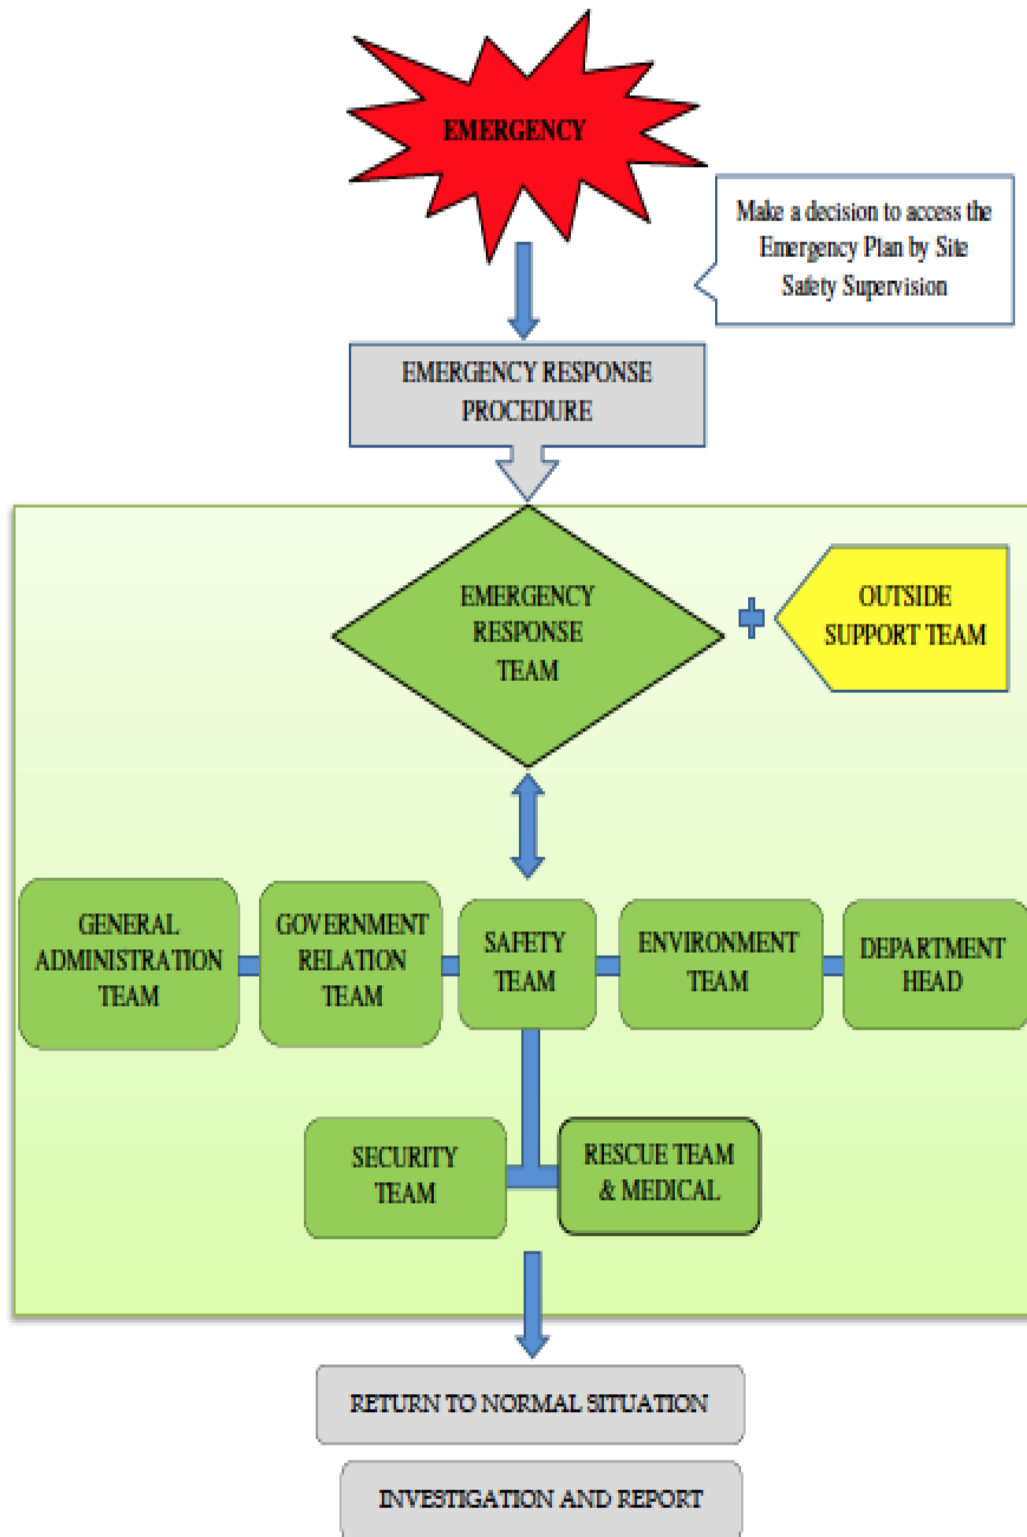 EMERGENCY
Make a decision to access the
Emergency Plan by Site
Safety Supervision
EMERGENCY RESPONSE
PROCEDURE
EMERGENCY
RESPONSE
TEAM
OUTSIDE
SUPPORT TEAM
GENERAL
ADMINISTRATION
TEAM
GOVERNMENT
RELATION
TEAM
SAFETY
TEAM
ENVIRONMENT
TEAM
DEPARTMENT
HEAD
SECURITY
TEAM
RESCUE TEAM
& MEDICAL
RETURN TO NORMAL SITUATION
INVESTIGATION AND REPORT